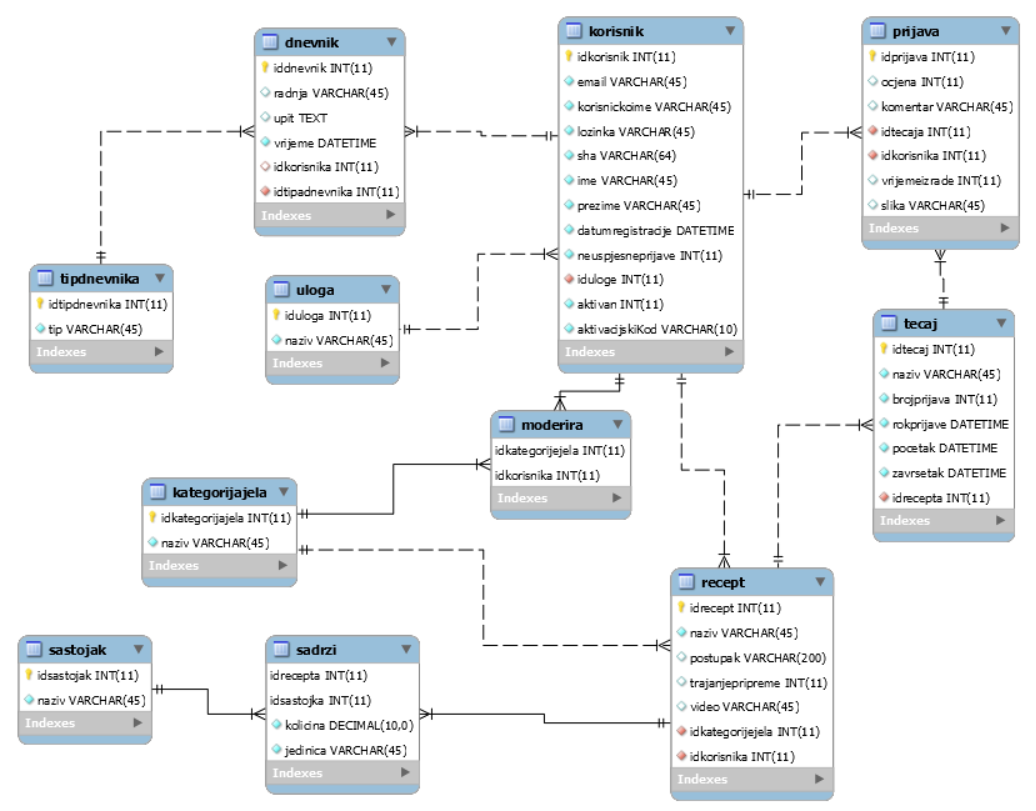 dnevnik
iddnevnik INT(11)
radnja VARCHAR(45)
upit TEXT
vrijeme DATETIME
idkorisnika INT(11)
idtipadnevnika INT(11)
Indexes
korisnik
idkorisnik INT(11)
email VARCHAR(45)
korisnickoime VARCHAR(45)
lozinka VARCHAR(45)
sha VARCHAR(64)
ime VARCHAR(45)
prezime VARCHAR(45)
datumregistracije DATETIME
neuspjesneprijave INT(11)
iduloge INT(11)
aktivan INT(11)
aktivacijskiKod VARCHAR(10)
Indexes
prijava
idprijava INT(11)
ocjena INT(11)
komentar VARCHAR(45)
idtecaja INT(11)
idkorisnika INT(11)
vrijemeizrade INT(11)
slika VARCHAR(45)
Indexes
tipdnevnika
idtipdnevnika INT(11)
tip VARCHAR(45)
Indexes
uloga
iduloga INT(11)
naziv VARCHAR(45)
Indexes
tecaj
idtecaj INT(11)
naziv VARCHAR(45)
brojprijava INT(11)
rokprijave DATETIME
pocetak DATETIME
zavrsetak DATETIME
idrecepta INT(11)
Indexes
moderira
idkategorijejela INT(11)
idkorisnika INT(11)
Indexes
kategorijajela
idkategorijajela INT(11)
naziv VARCHAR(45)
Indexes
recept
idrecept INT(11)
naziv VARCHAR(45)
postupak VARCHAR(200)
trajanjepripreme INT(11)
video VARCHAR(45)
idkategorijejela INT(11)
idkorisnika INT(11)
Indexes
sastojak
idsastojak INT(11)
naziv VARCHAR(45)
Indexes
sadrzi
idrecepta INT(11)
idsastojka INT(11)
kolicina DECIMAL(10,0)
jedinica VARCHAR(45)
Indexes